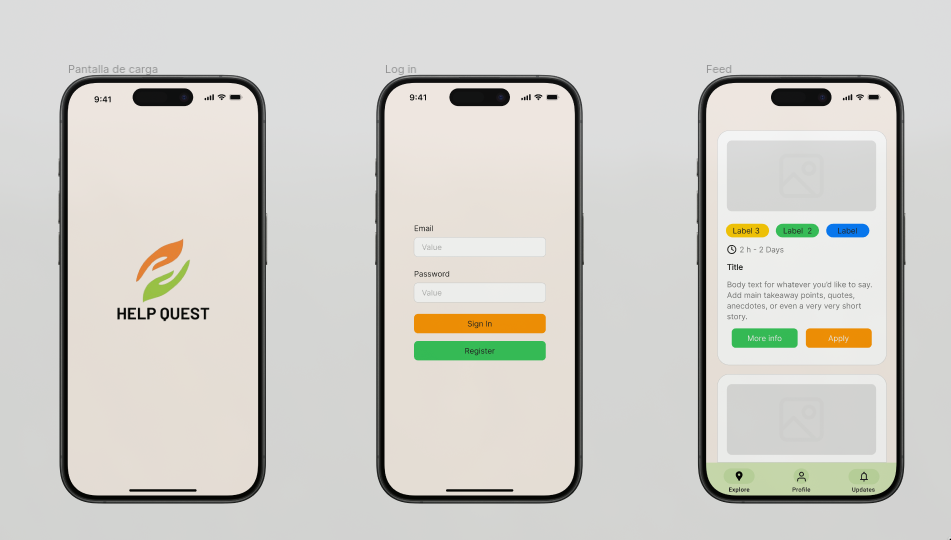 Pantalla de carga
9:41
HELP QUEST
Log in
9:41
Email
Value
Password
Value
Sign In
Register
Feed
Label 3
Label 2
Label
2 h - 2 Days
Title
Body text for whatever you'd like to say.
Add main takeaway points, quotes,
anecdotes, or even a very very short
story.
More info
Apply
Explore
Profile
Updates